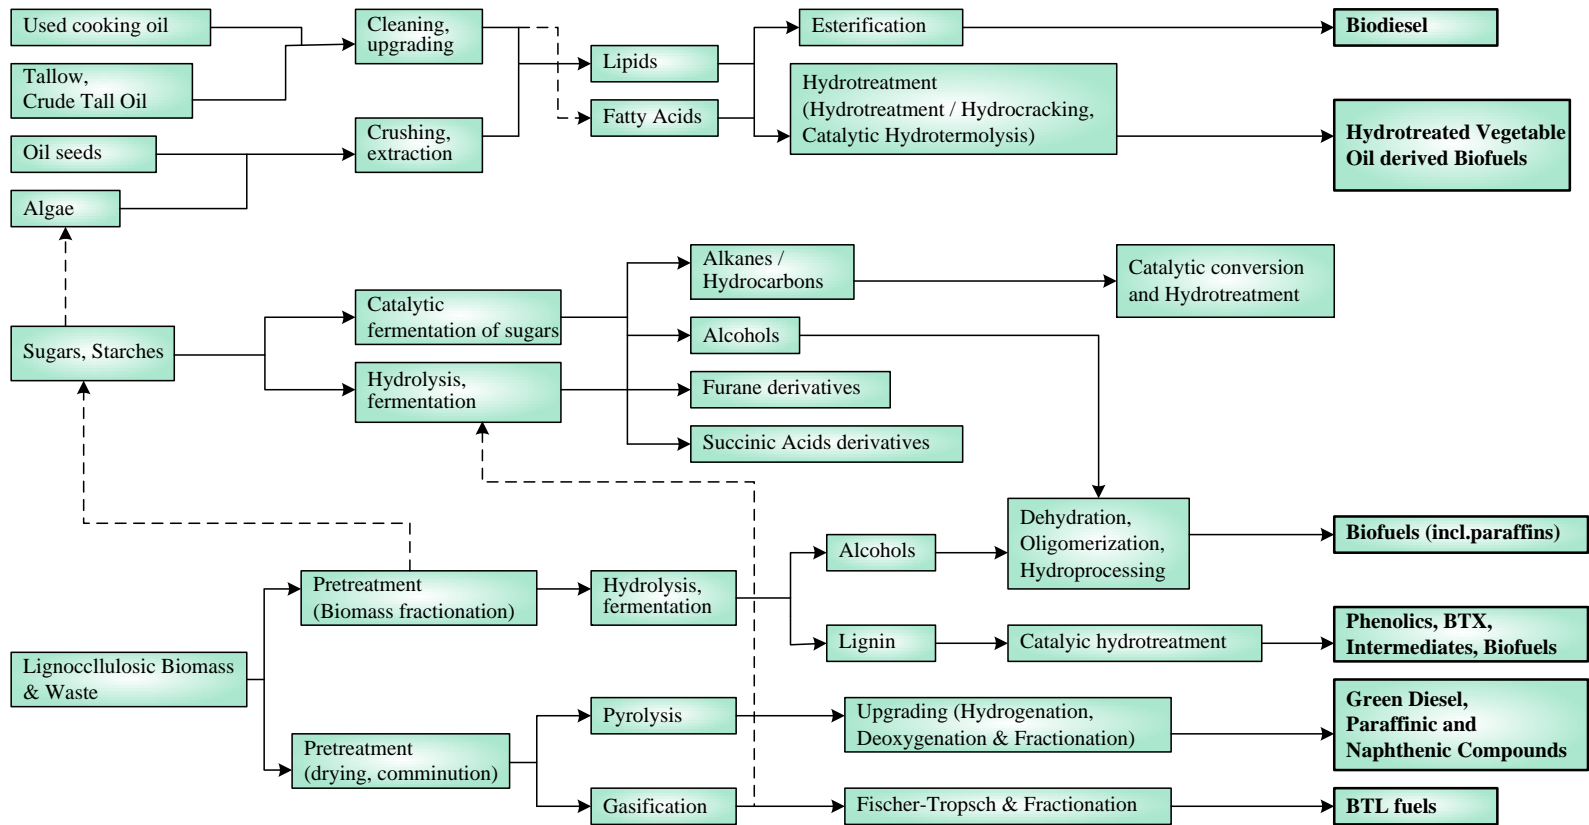 Used cooking oil
Cleaning,
upgrading
Esterification
Biodiesel
Tallow,
Crude Tall Oil
Lipids
Hydrotreatment
(Hydrotreatment / Hydrocracking,
Catalytic Hydrotermolysis)
Fatty Acids
Hydrotreated Vegetable
Oil derived Biofuels
Oil seeds
Crushing,
extraction
Algae
Alkanes /
Hydrocarbons
Catalytic conversion
and Hydrotreatment
Catalytic
fermentation of sugars
Alcohols
Sugars, Starches
Hydrolysis,
fermentation
Furane derivatives
Succinic Acids derivatives
Dehydration,
Oligomerization,
Hydroprocessing
Biofuels (incl.paraffins)
Alcohols
Pretreatment
(Biomass fractionation)
Hydrolysis,
fermentation
Lignin
Catalyic hydrotreatment
Phenolics, BTX,
Intermediates, Biofuels
Lignoccllulosic Biomass
& Waste
Pyrolysis
Upgrading (Hydrogenation,
Deoxygenation & Fractionation)
Green Diesel,
Paraffinic and
Naphthenic Compounds
Pretreatment
(drying, comminution)
Gasification
Fischer-Tropsch & Fractionation
BTL fuels